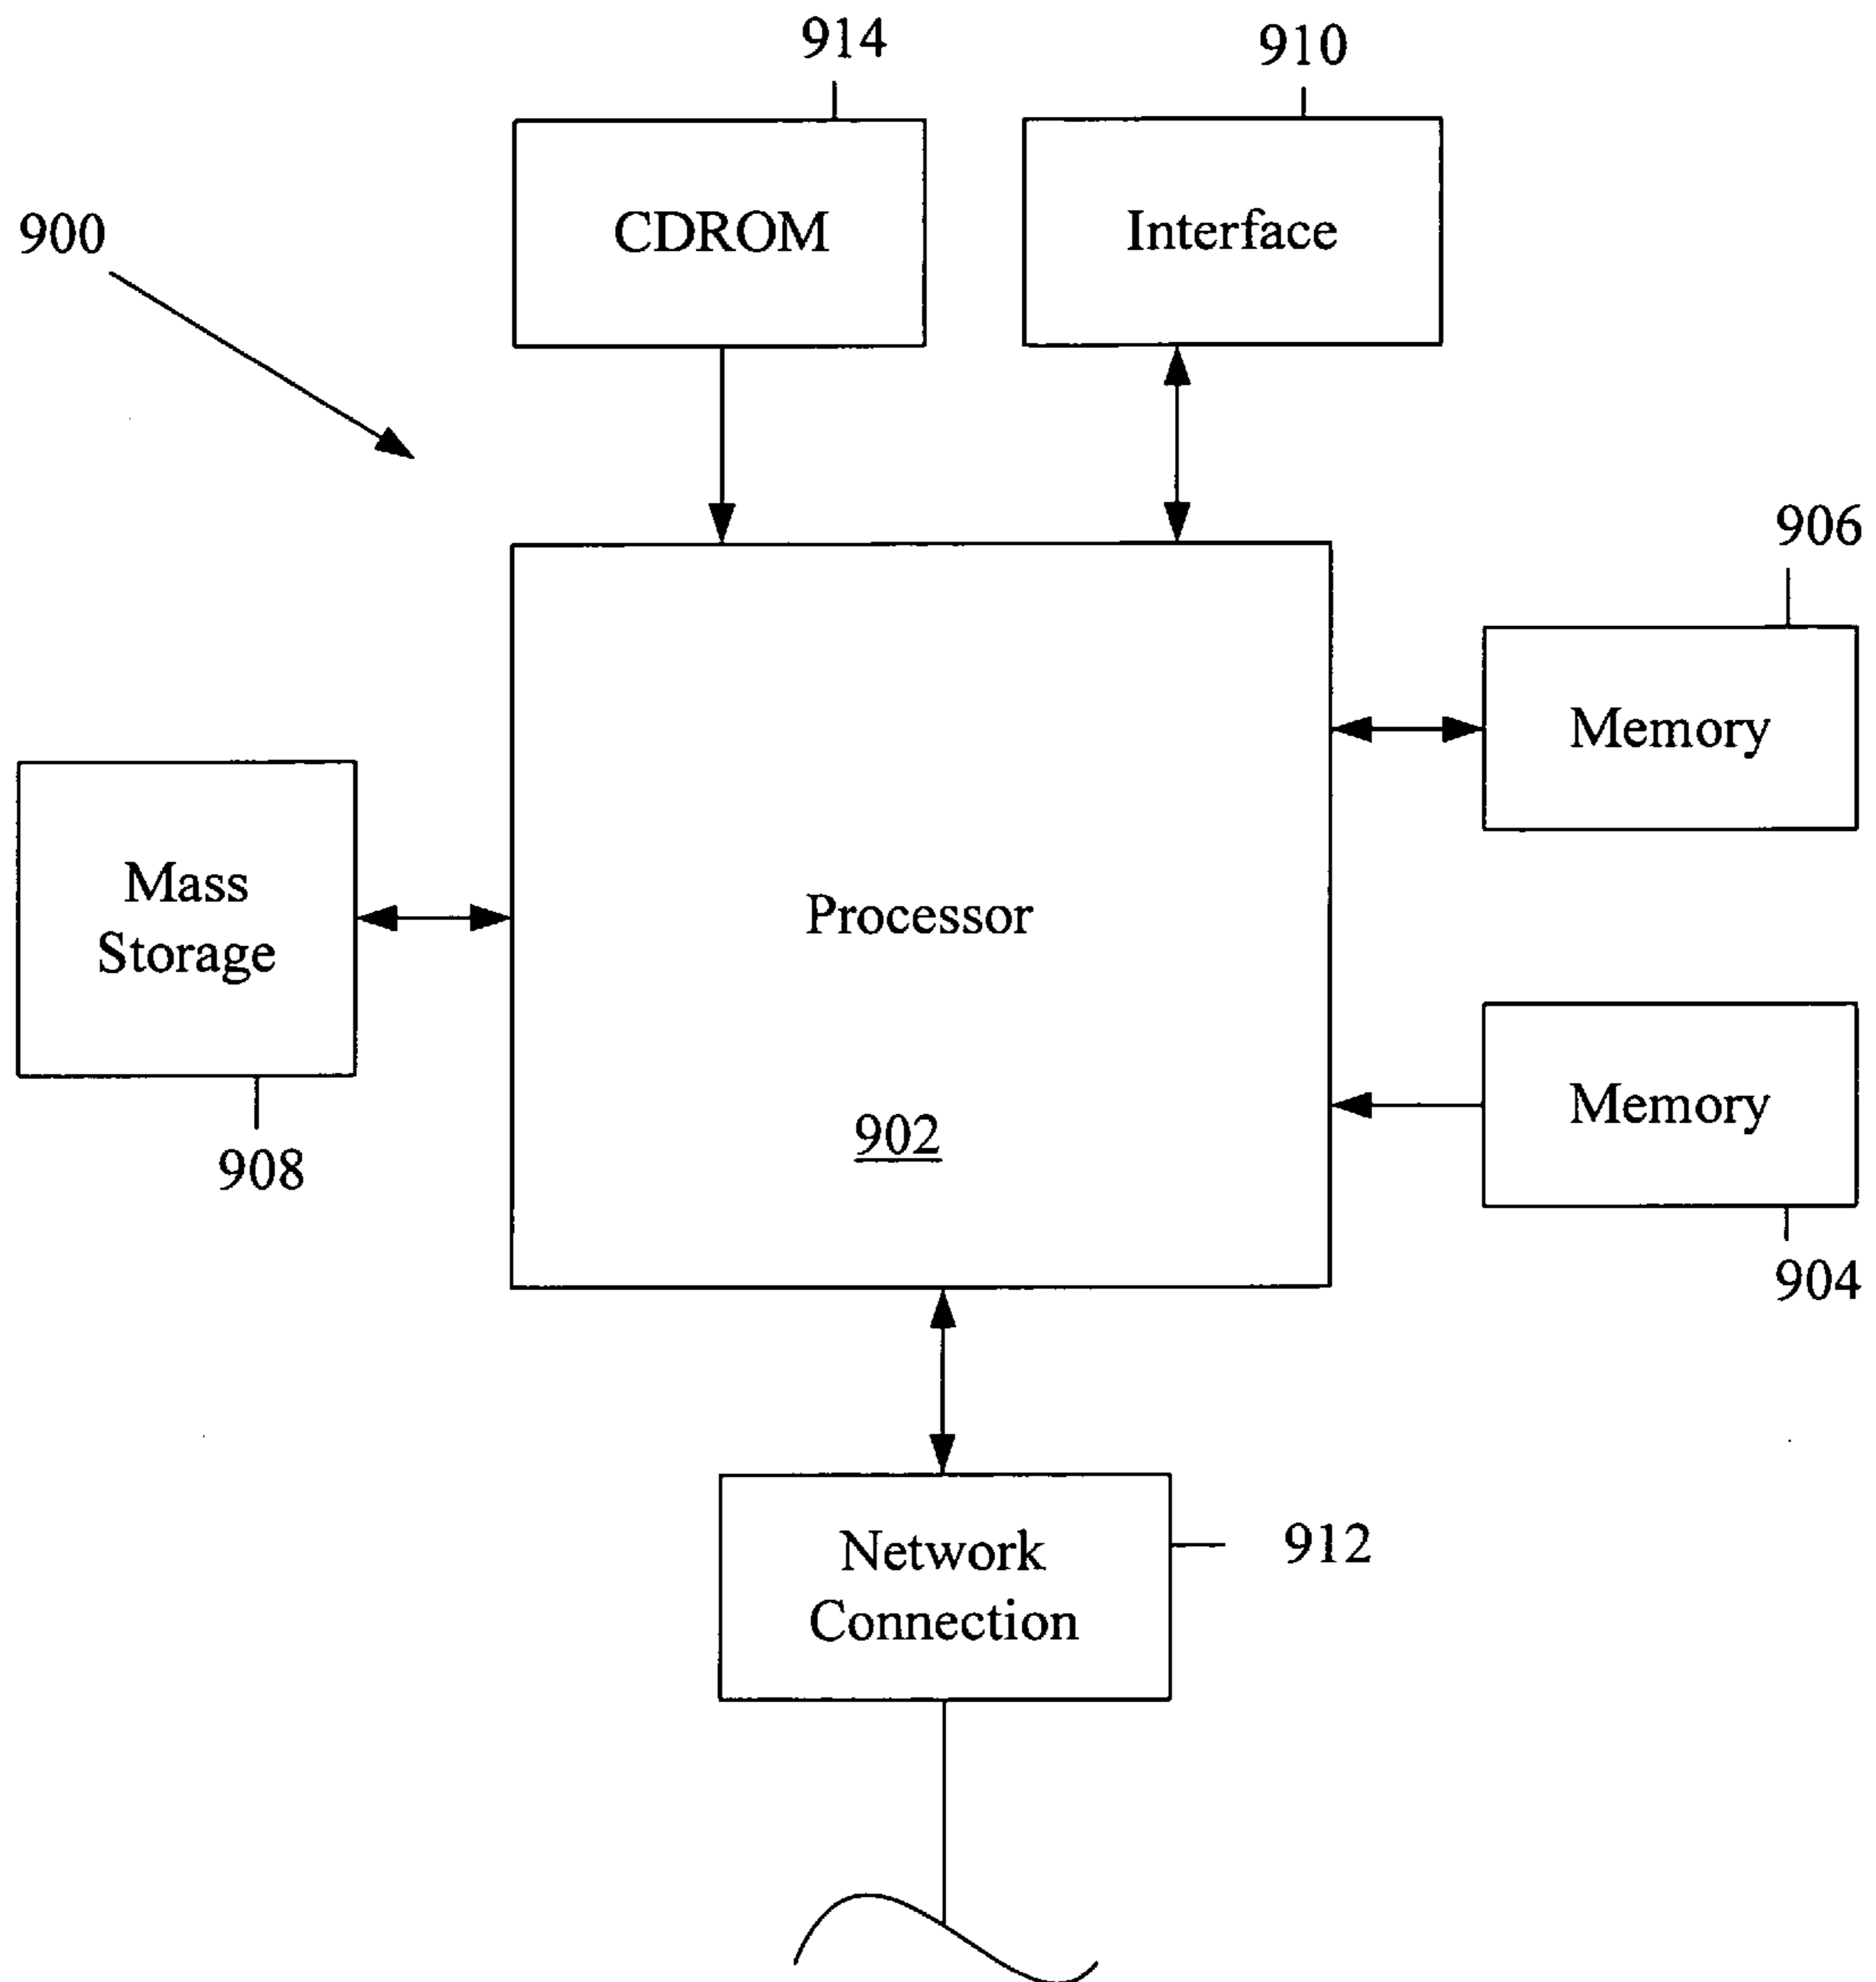 914
910
CDROM
Interface
900
906
Memory
Mass
Storage
Processor
Memory
902
908
904
Network
Connection
912